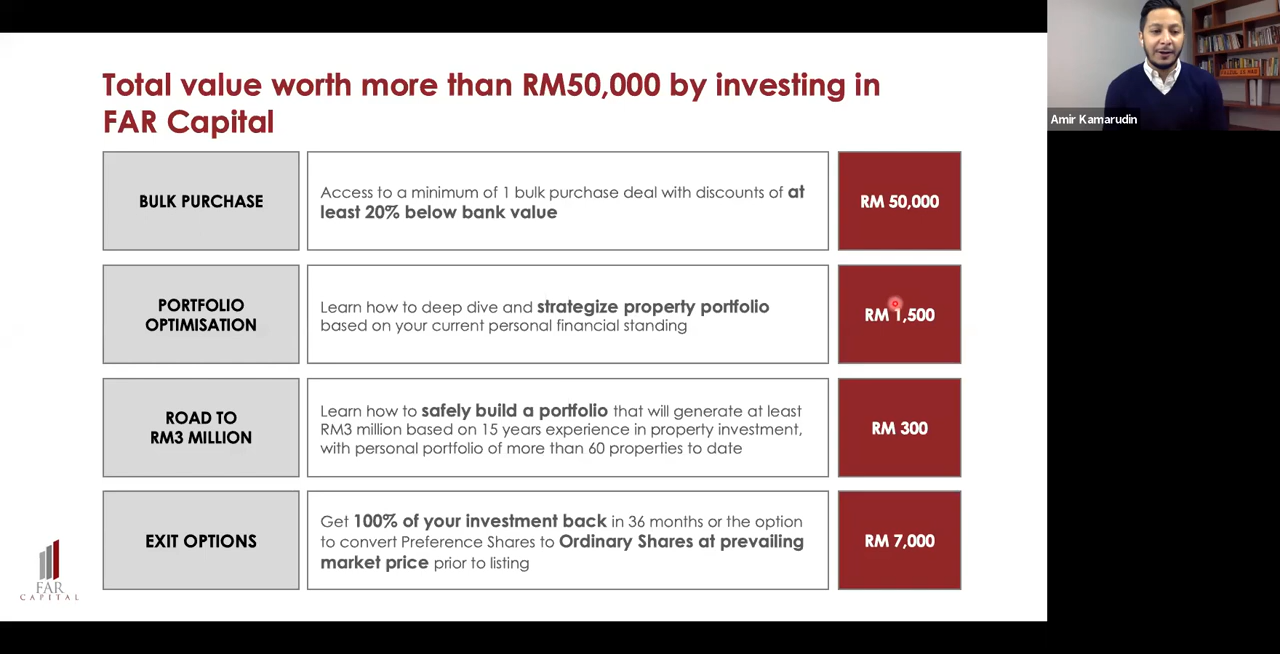 Total value worth more than RM50,000 by investing in
FAR Capital
BULK PURCHASE
Access to a minimum of 1 bulk purchase deal with discounts of at
least 20% below bank value
RM 50,000
PORTFOLIO
OPTIMISATION
Learn how to deep dive and strategize property portfolio
based on your current personal financial standing
RM 1,500
ROAD TO
RM3 MILLION
Learn how to safely build a portfolio that will generate at least
RM3 million based on 15 years experience in property investment,
with personal portfolio of more than 60 properties to date
RM 300
EXIT OPTIONS
Get 100% of your investment back in 36 months or the option
to convert Preference Shares to Ordinary Shares at prevailing
market price prior to listing
RM 7,000
FAR
CAPITAL
Amir Kamarudin